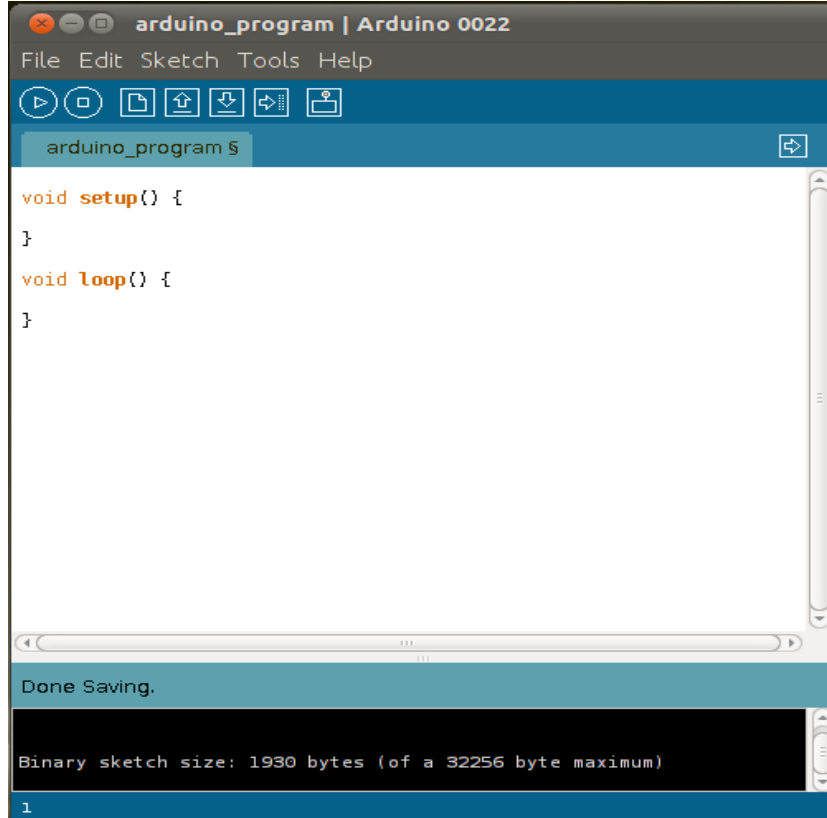 arduino_program | Arduino 0022
File Edit Sketch Tools Help
arduino_program §
void setup() {
}
void loop() {
}
Done Saving.
Binary sketch size: 1930 bytes (of a 32256 byte maximum)
1